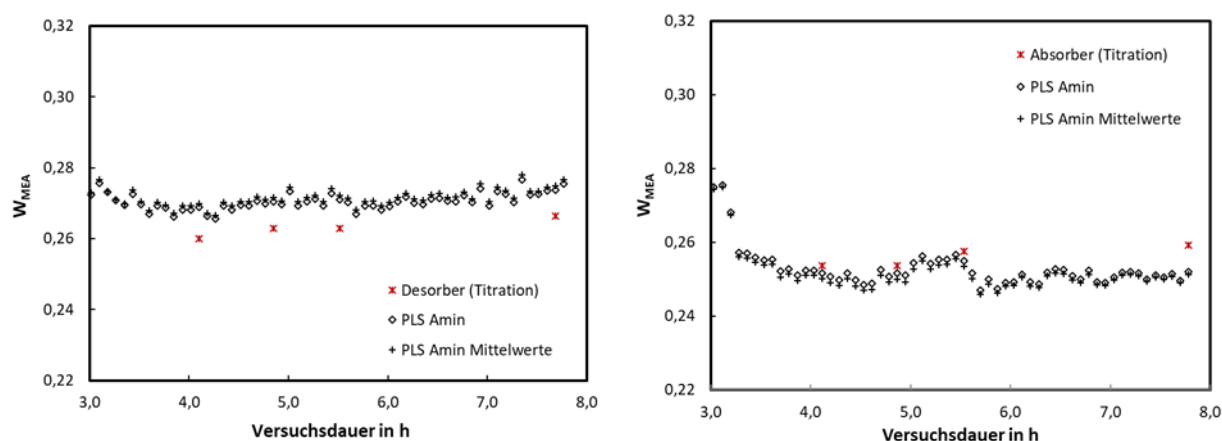 0,32
0,30
0,28
0,26
0,24
0,22
W_MEA
3,0 4,0 5,0 6,0 7,0 8,0
Versuchsdauer in h
Desorber (Titration)
PLS Amin
PLS Amin Mittelwerte
0,32
0,30
0,28
0,26
0,24
0,22
W_MEA
3,0 4,0 5,0 6,0 7,0 8,0
Versuchsdauer in h
Absorber (Titration)
PLS Amin
PLS Amin Mittelwerte